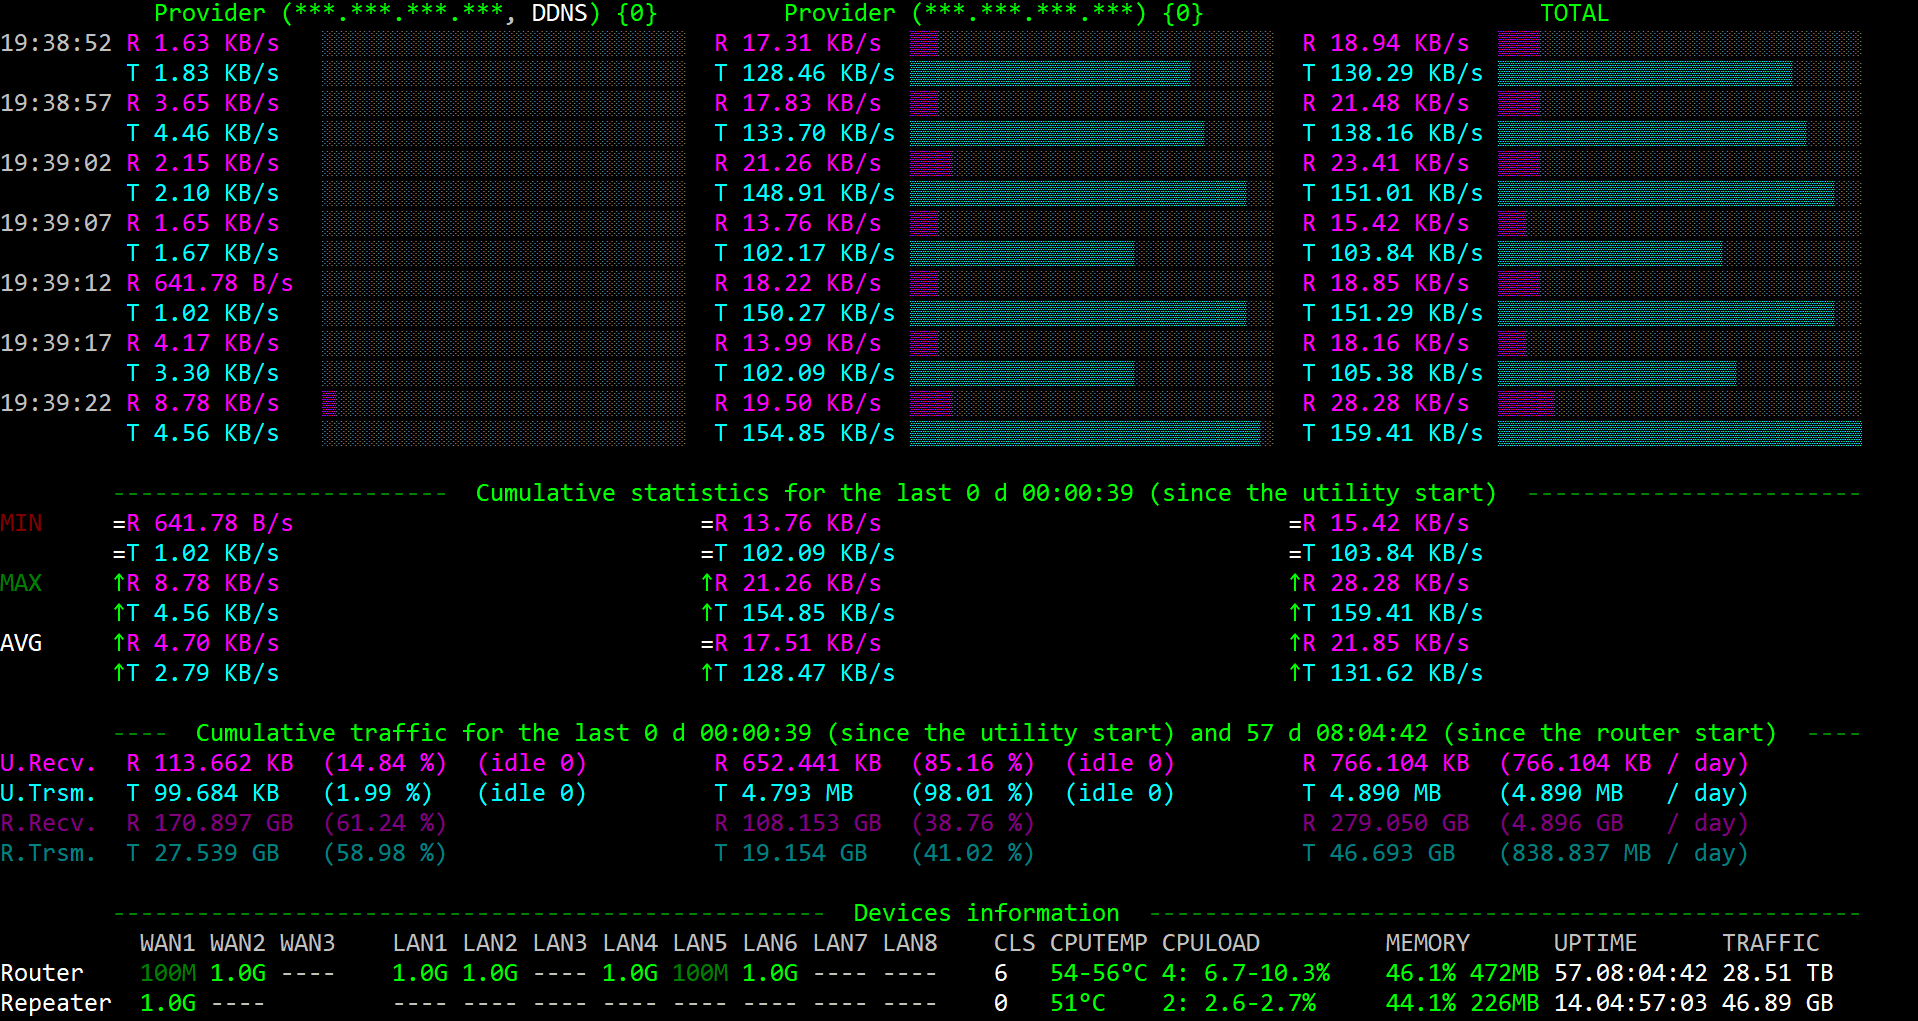 Provider (***.***.***.***, DDNS) {0} Provider (***.***.***.***) {0} TOTAL
19:38:52 R 1.63 KB/s R 17.31 KB/s R 18.94 KB/s
T 1.83 KB/s T 128.46 KB/s T 130.29 KB/s
19:38:57 R 3.65 KB/s R 17.83 KB/s R 21.48 KB/s
T 4.46 KB/s T 133.70 KB/s T 138.16 KB/s
19:39:02 R 2.15 KB/s R 21.26 KB/s R 23.41 KB/s
T 2.10 KB/s T 148.91 KB/s T 151.01 KB/s
19:39:07 R 1.65 KB/s R 13.76 KB/s R 15.42 KB/s
T 1.67 KB/s T 102.17 KB/s T 103.84 KB/s
19:39:12 R 641.78 B/s R 18.22 KB/s R 18.85 KB/s
T 1.02 KB/s T 150.27 KB/s T 151.29 KB/s
19:39:17 R 4.17 KB/s R 13.99 KB/s R 18.16 KB/s
T 3.30 KB/s T 102.09 KB/s T 105.38 KB/s
19:39:22 R 8.78 KB/s R 19.50 KB/s R 28.28 KB/s
T 4.56 KB/s T 154.85 KB/s T 159.41 KB/s
------------------------ Cumulative statistics for the last 0 d 00:00:39 (since the utility start) ------------------------
MIN =R 641.78 B/s =R 13.76 KB/s =R 15.42 KB/s
=T 1.02 KB/s =T 102.09 KB/s =T 103.84 KB/s
MAX ↑R 8.78 KB/s ↑R 21.26 KB/s ↑R 28.28 KB/s
↑T 4.56 KB/s ↑T 154.85 KB/s ↑T 159.41 KB/s
AVG ↑R 4.70 KB/s =R 17.51 KB/s ↑R 21.85 KB/s
↑T 2.79 KB/s ↑T 128.47 KB/s ↑T 131.62 KB/s
---- Cumulative traffic for the last 0 d 00:00:39 (since the utility start) and 57 d 08:04:42 (since the router start) ----
U.Recv. R 113.662 KB (14.84 %) (idle 0) R 652.441 KB (85.16 %) (idle 0) R 766.104 KB (766.104 KB / day)
U.Trsm. T 99.684 KB (1.99 %) (idle 0) T 4.793 MB (98.01 %) (idle 0) T 4.890 MB (4.890 MB / day)
R.Recv. R 170.897 GB (61.24 %) R 108.153 GB (38.76 %) R 279.050 GB (4.896 GB / day)
R.Trsm. T 27.539 GB (58.98 %) T 19.154 GB (41.02 %) T 46.693 GB (838.837 MB / day)
--------------------------------------------------- Devices information ---------------------------------------------------
WAN1 WAN2 WAN3 LAN1 LAN2 LAN3 LAN4 LAN5 LAN6 LAN7 LAN8 CLS CPUTEMP CPULOAD MEMORY UPTIME TRAFFIC
Router 100M 1.0G ---- 1.0G 1.0G ---- 1.0G 100M 1.0G ---- ---- 6 54-56°C 4: 6.7-10.3% 46.1% 472MB 57.08:04:42 28.51 TB
Repeater 1.0G ---- ---- ---- ---- ---- ---- ---- ---- ---- 0 51°C 2: 2.6-2.7% 44.1% 226MB 14.04:57:03 46.89 GB